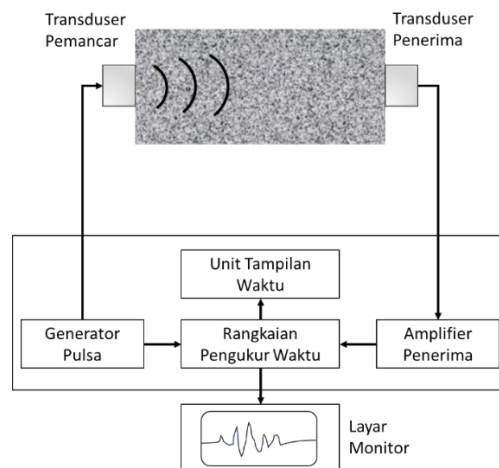 Transduser
Pemancar
Transduser
Penerima
Unit Tampilan
Waktu
Generator
Pulsa
Rangkaian
Pengukur Waktu
Amplifier
Penerima
Layar
Monitor